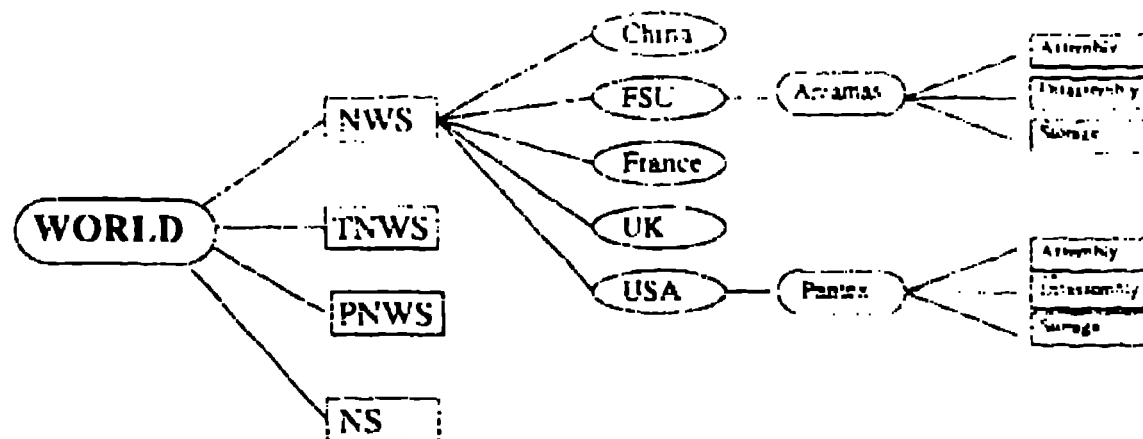 China
Assembly
NWS
FSU
Arzamas
Disassembly
Storage
France
WORLD
TNWS
UK
Assembly
USA
Pantex
Disassembly
PNWS
Storage
NS